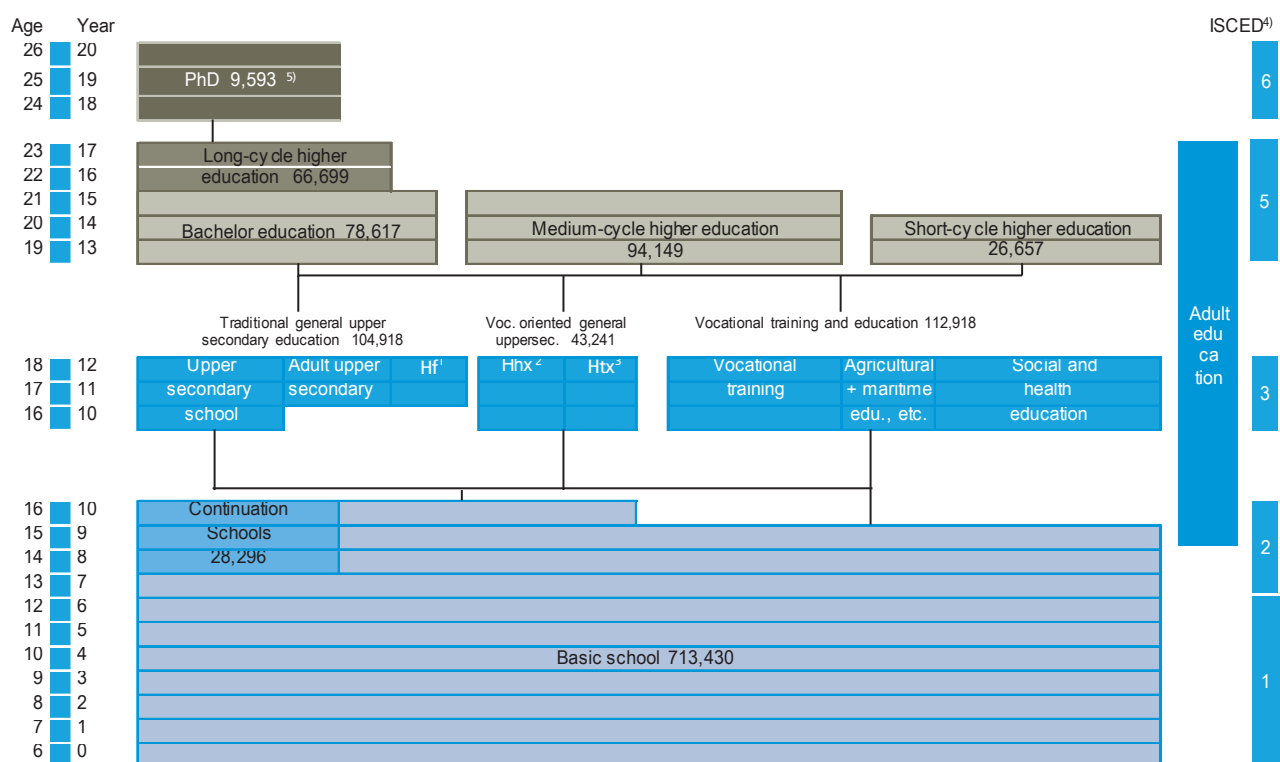 Age Year ISCED4)
26 20
25 19 PhD 9,593 5) 6
24 18
23 17 Long-cycle higher
22 16 education 66,699
21 15 5
20 14 Bachelor education 78,617 Medium-cycle higher education Short-cycle higher education
19 13 94,149 26,657
Traditional general upper Voc. oriented general Vocational training and education 112,918
secondary education 104,918 uppersec. 43,241
Adult
edu
ca
tion
18 12 Upper Adult upper Hf1 Hhx 2 Htx3 Vocational Agricultural Social and
17 11 secondary secondary training + maritime health 3
16 10 school edu., etc. education
16 10 Continuation
15 9 Schools
14 8 28,296 2
13 7
12 6
11 5
10 4 Basic school 713,430
9 3 1
8 2
7 1
6 0